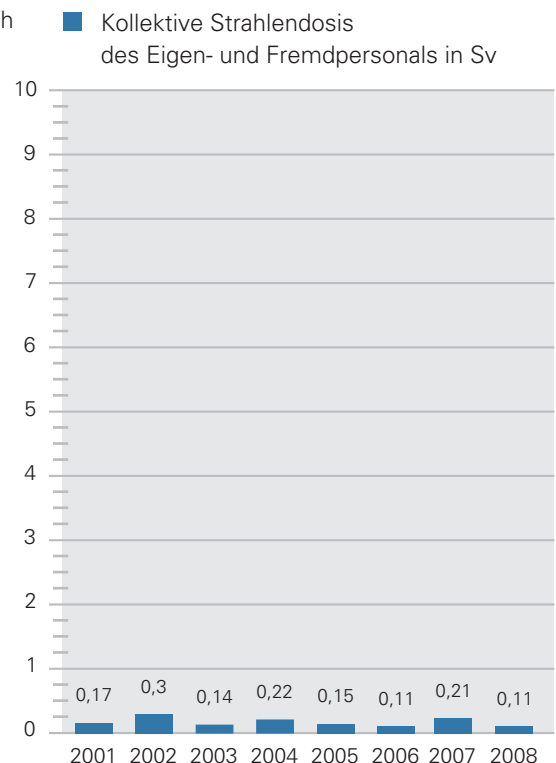 h
Kollektive Strahlendosis
des Eigen- und Fremdpersonals in Sv
10
9
8
7
6
5
4
3
2
1
0
0,17 0,3 0,14 0,22 0,15 0,11 0,21 0,11
2001 2002 2003 2004 2005 2006 2007 2008